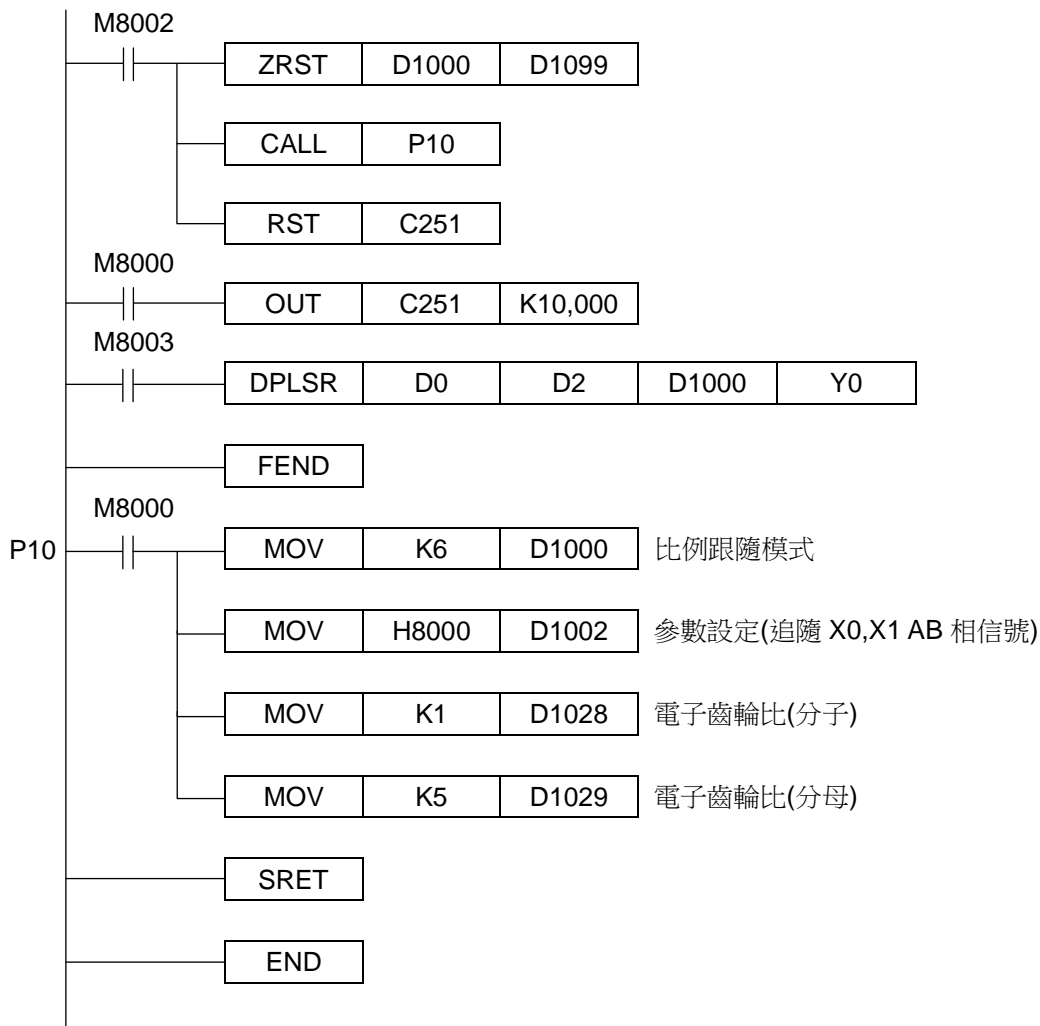 M8002
ZRST D1000 D1099
CALL P10
RST C251
M8000
OUT C251 K10,000
M8003
DPLSR D0 D2 D1000 Y0
FEND
M8000
P10 MOV K6 D1000 比例跟隨模式
MOV H8000 D1002 參數設定(追隨 X0,X1 AB 相信號)
MOV K1 D1028 電子齒輪比(分子)
MOV K5 D1029 電子齒輪比(分母)
SRET
END